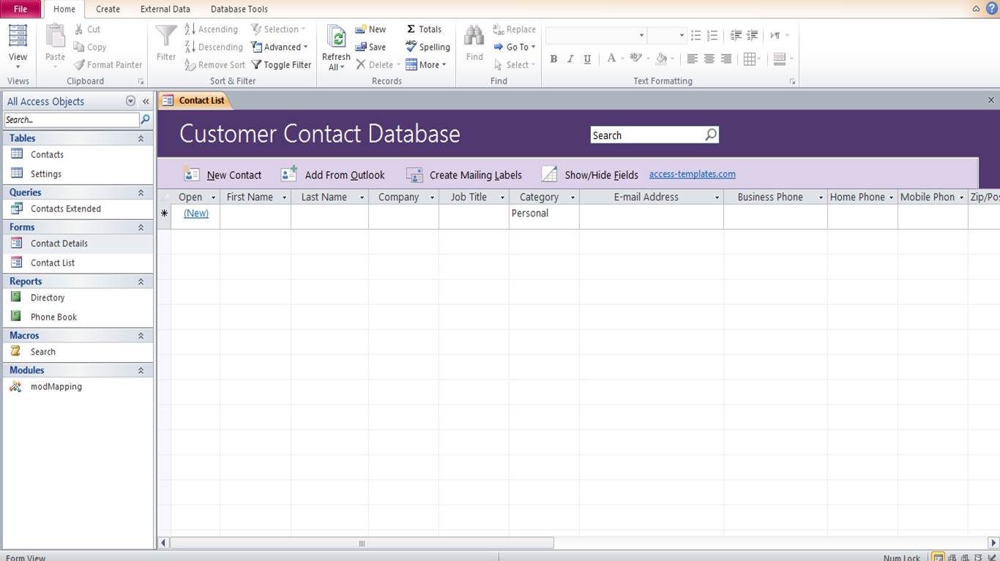 File Home Create External Data Database Tools
View Paste Cut Copy Format Painter
Filter Ascending Descending Remove Sort Selection Advanced Toggle Filter
Refresh All New Save Delete Totals Spelling More
Find Replace Go To Select
B I U A ab
Views Clipboard Sort & Filter Records Find Text Formatting
All Access Objects
Search...
Tables
Contacts
Settings
Queries
Contacts Extended
Forms
Contact Details
Contact List
Reports
Directory
Phone Book
Macros
Search
Modules
modMapping
Contact List
Customer Contact Database Search
New Contact Add From Outlook Create Mailing Labels Show/Hide Fields access-templates.com
Open First Name Last Name Company Job Title Category E-mail Address Business Phone Home Phone Mobile Phon Zip/Pos
(New) Personal
Form View Num Lock